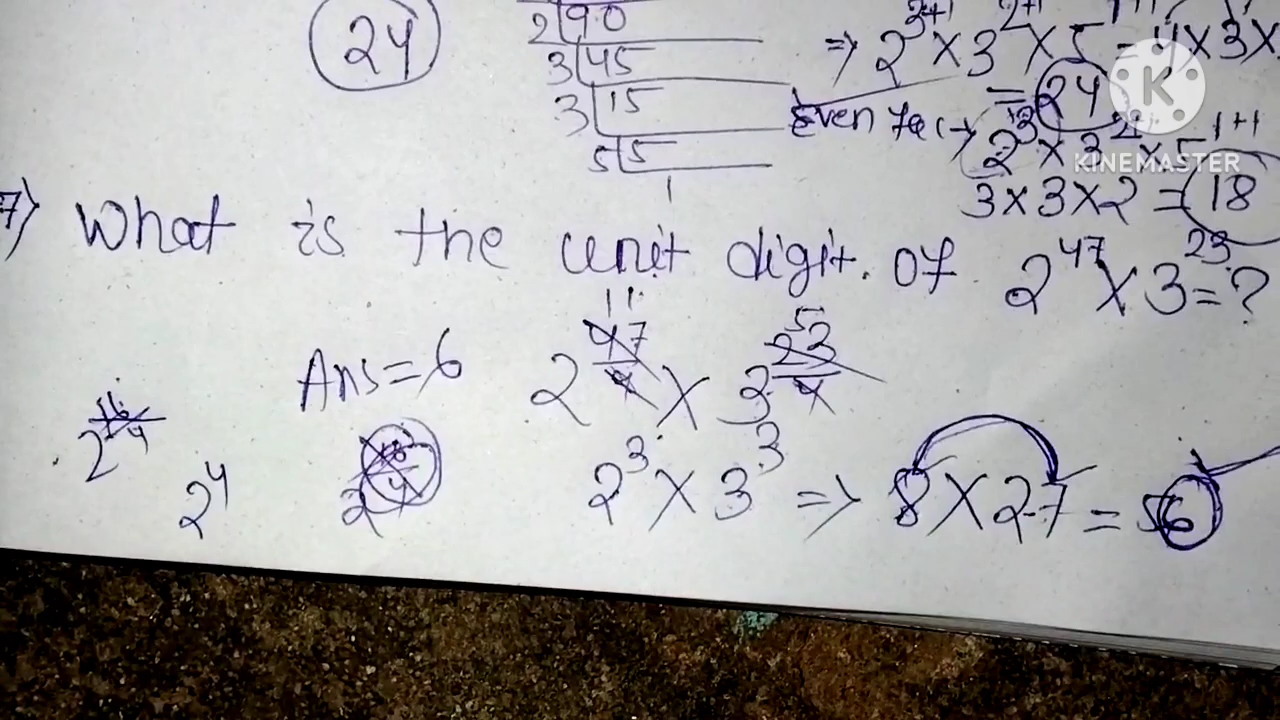 24
2 90
3 45
3 15
5 5
1
=> 2^3+1 × 3^2+1 × 5^1+1 = 4×3×
= 24
K
KINEMASTER
Even fac → 2^3 × 3^2+1 × 5^1+1
3×3×2 = 18
7) What is the unit digit. of 2^47 × 3^23 = ?
Ans = 6
11 5
2^47/4 × 3^23/4
2^16/4
2^4
2^3 × 3^3 => 8 × 27 = 56